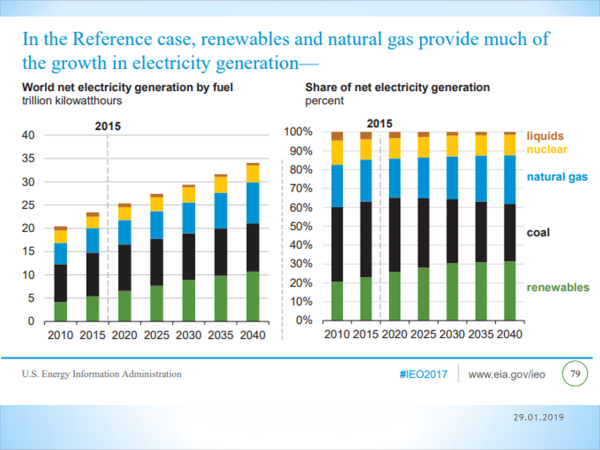 In the Reference case, renewables and natural gas provide much of
the growth in electricity generation—
World net electricity generation by fuel
trillion kilowatthours
2015
40
35
30
25
20
15
10
5
0
2010 2015 2020 2025 2030 2035 2040
Share of net electricity generation
percent
2015
100%
90%
80%
70%
60%
50%
40%
30%
20%
10%
0%
2010 2015 2020 2025 2030 2035 2040
liquids
nuclear
natural gas
coal
renewables
U.S. Energy Information Administration
#IEO2017
www.eia.gov/ieo
79
29.01.2019